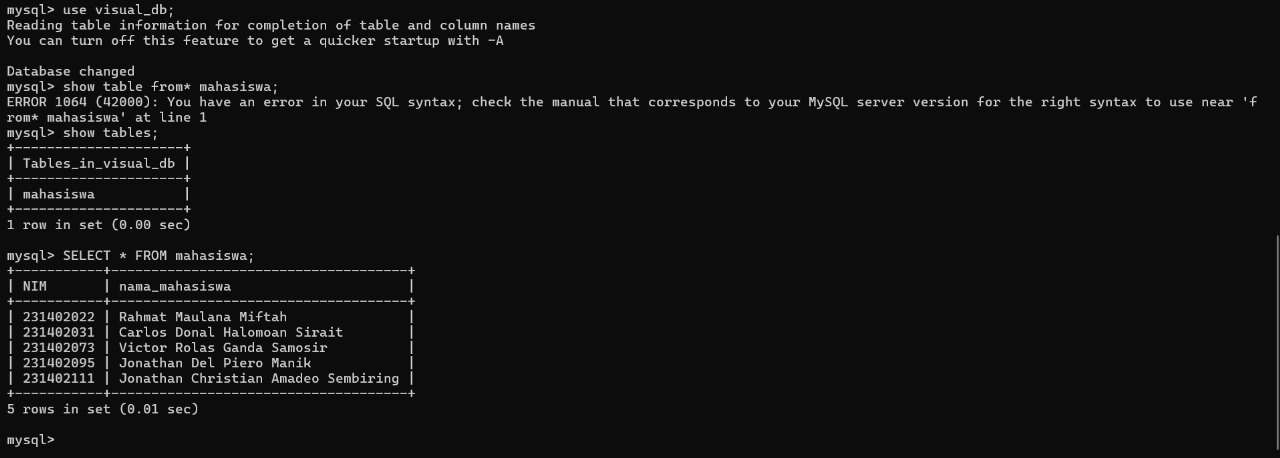 mysql> use visual_db;
Reading table information for completion of table and column names
You can turn off this feature to get a quicker startup with -A
Database changed
mysql> show table from* mahasiswa;
ERROR 1064 (42000): You have an error in your SQL syntax; check the manual that corresponds to your MySQL server version for the right syntax to use near 'f
rom* mahasiswa' at line 1
mysql> show tables;
+---------------------+
| Tables_in_visual_db |
+---------------------+
| mahasiswa           |
+---------------------+
1 row in set (0.00 sec)
mysql> SELECT * FROM mahasiswa;
+-----------+-------------------------------------+
| NIM       | nama_mahasiswa                      |
+-----------+-------------------------------------+
| 231402022 | Rahmat Maulana Miftah               |
| 231402031 | Carlos Donal Halomoan Sirait        |
| 231402073 | Victor Rolas Ganda Samosir          |
| 231402095 | Jonathan Del Piero Manik            |
| 231402111 | Jonathan Christian Amadeo Sembiring |
+-----------+-------------------------------------+
5 rows in set (0.01 sec)
mysql>